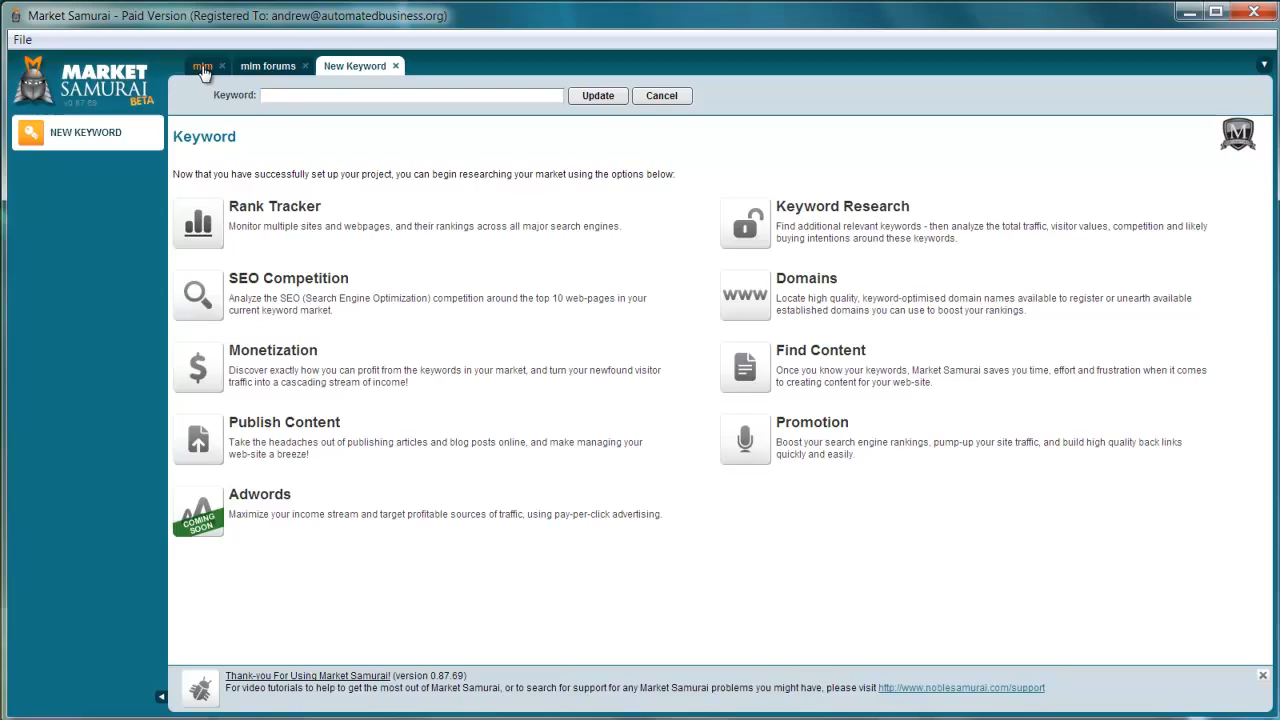 Market Samurai - Paid Version (Registered To: andrew@automatedbusiness.org)
File
MARKET SAMURAI
v0.87.69 BETA
mlm
mlm forums
New Keyword
Keyword:
Update
Cancel
NEW KEYWORD
Keyword
M
Now that you have successfully set up your project, you can begin researching your market using the options below:
Rank Tracker
Monitor multiple sites and webpages, and their rankings across all major search engines.
Keyword Research
Find additional relevant keywords - then analyze the total traffic, visitor values, competition and likely
buying intentions around these keywords.
SEO Competition
Analyze the SEO (Search Engine Optimization) competition around the top 10 web-pages in your
current keyword market.
WWW
Domains
Locate high quality, keyword-optimised domain names available to register or unearth available
established domains you can use to boost your rankings.
$
Monetization
Discover exactly how you can profit from the keywords in your market, and turn your newfound visitor
traffic into a cascading stream of income!
Find Content
Once you know your keywords, Market Samurai saves you time, effort and frustration when it comes
to creating content for your web-site.
Publish Content
Take the headaches out of publishing articles and blog posts online, and make managing your
web-site a breeze!
Promotion
Boost your search engine rankings, pump-up your site traffic, and build high quality back links
quickly and easily.
COMING
SOON
Adwords
Maximize your income stream and target profitable sources of traffic, using pay-per-click advertising.
Thank-you For Using Market Samurai! (version 0.87.69)
For video tutorials to help to get the most out of Market Samurai, or to search for support for any Market Samurai problems you might have, please visit http://www.noblesamurai.com/support